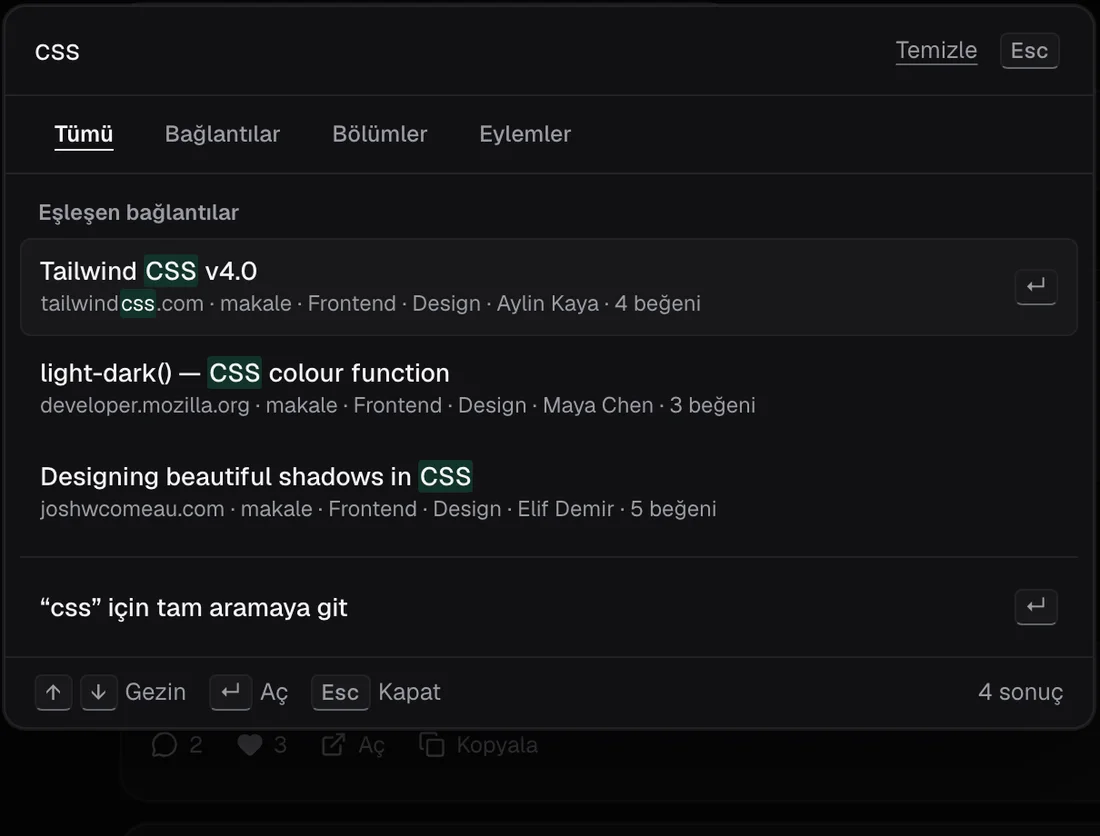 css Temizle Esc
Tümü Bağlantılar Bölümler Eylemler
Eşleşen bağlantılar
Tailwind CSS v4.0
tailwindcss.com · makale · Frontend · Design · Aylin Kaya · 4 beğeni
light-dark() — CSS colour function
developer.mozilla.org · makale · Frontend · Design · Maya Chen · 3 beğeni
Designing beautiful shadows in CSS
joshwcomeau.com · makale · Frontend · Design · Elif Demir · 5 beğeni
“css” için tam aramaya git
Gezin Aç Esc Kapat 4 sonuç
2 3 Aç Kopyala